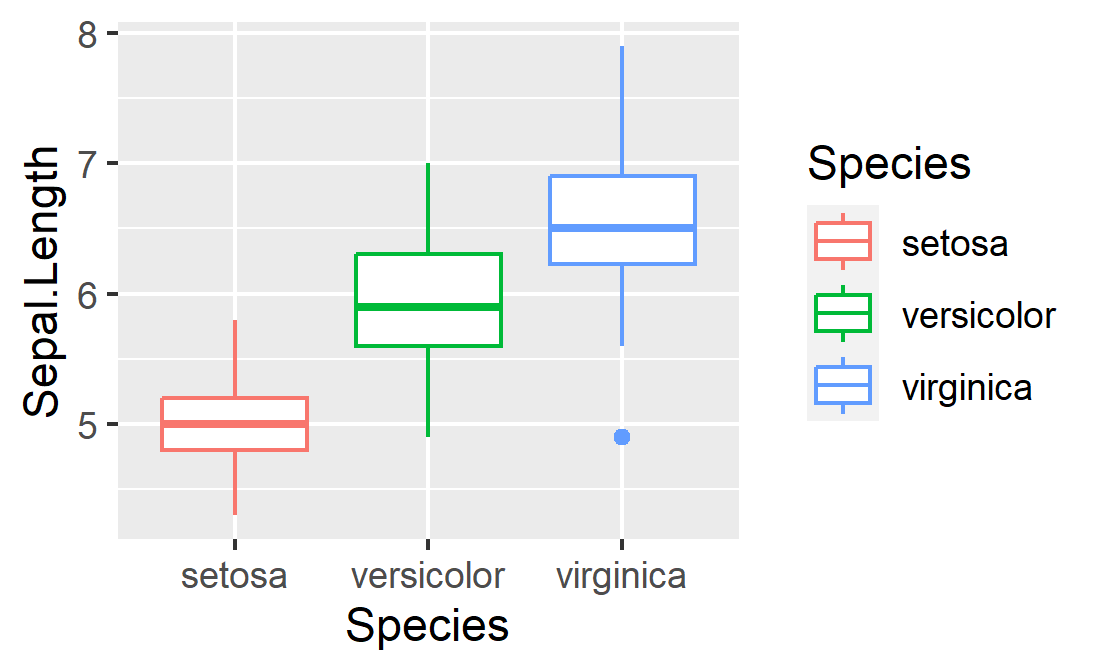 8
7
6
5
Sepal.Length
setosa versicolor virginica
Species
Species
setosa
versicolor
virginica